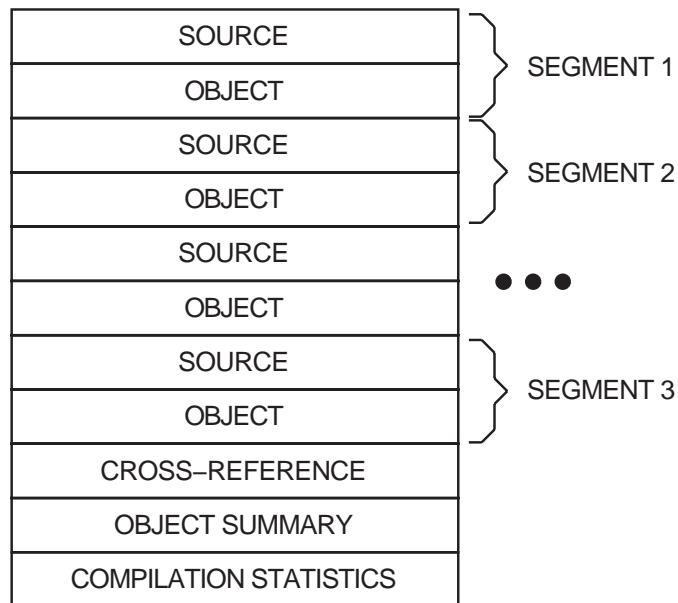 SOURCE
OBJECT
SEGMENT 1
SOURCE
OBJECT
SEGMENT 2
SOURCE
OBJECT
SOURCE
OBJECT
SEGMENT 3
CROSS–REFERENCE
OBJECT SUMMARY
COMPILATION STATISTICS